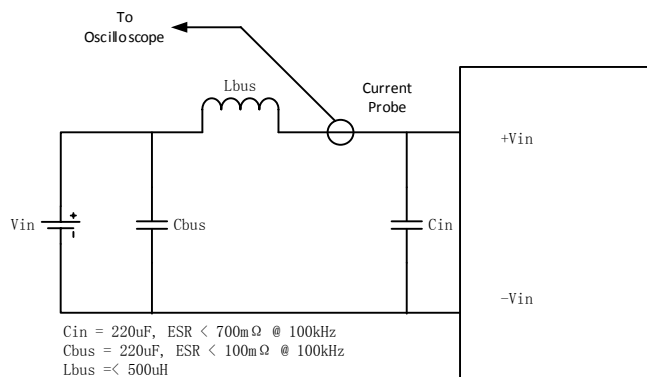 To
Oscilloscope
Lbus
Current
Probe
+Vin
Vin
+
Cbus
Cin
-Vin
Cin = 220uF, ESR < 700mΩ @ 100kHz
Cbus = 220uF, ESR < 100mΩ @ 100kHz
Lbus =< 500uH